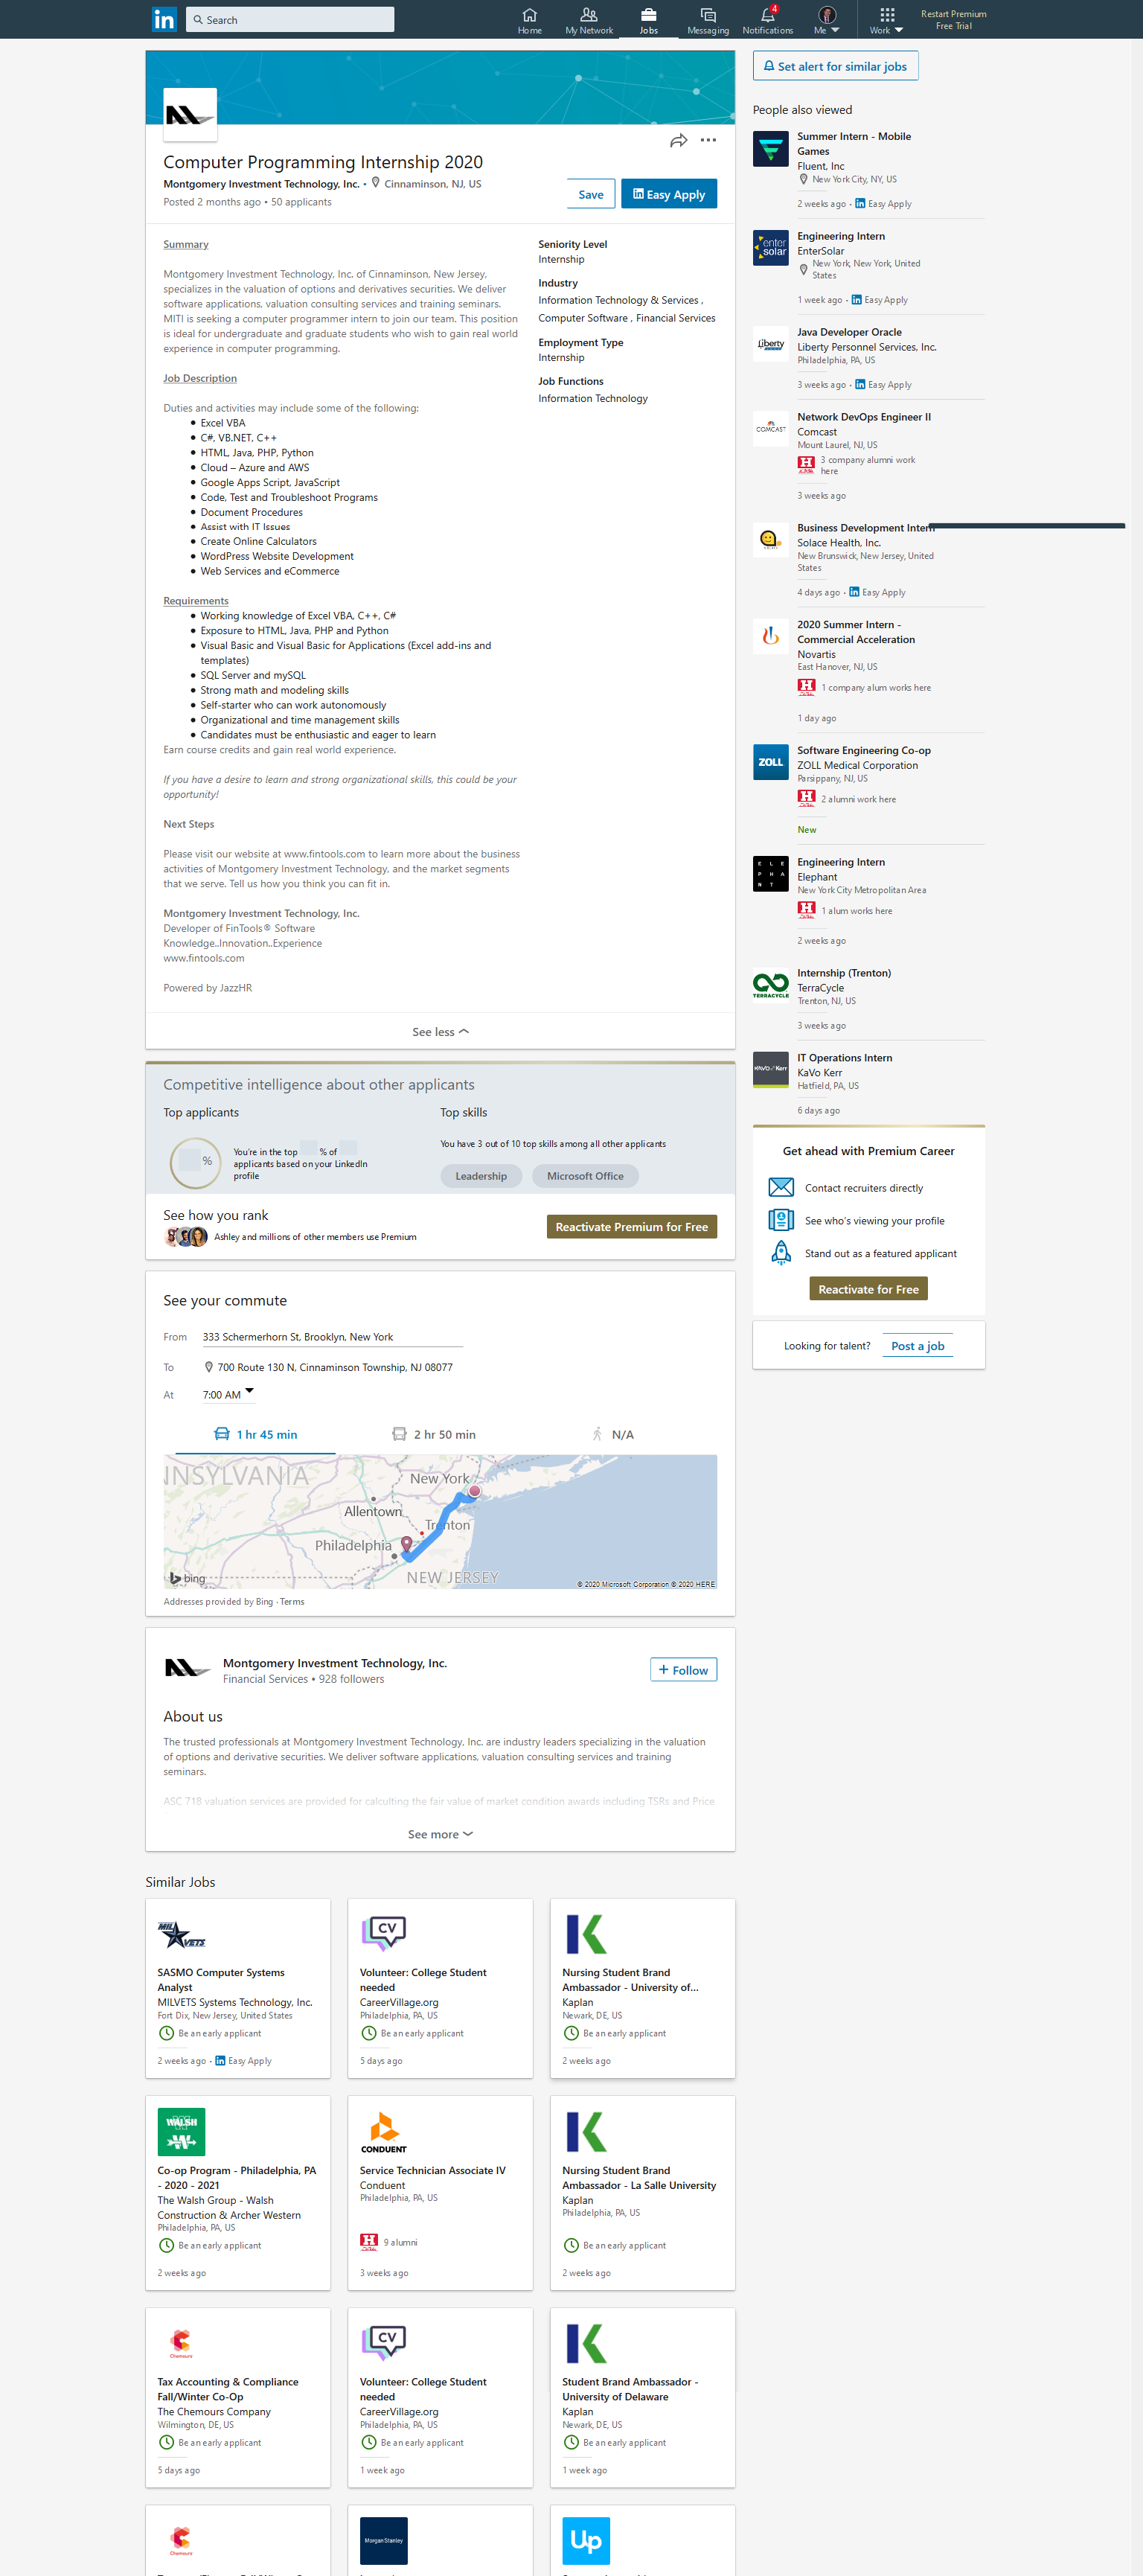 in
Search
Home
My Network
Jobs
Messaging
4
Notifications
Me
Work
Restart Premium
Free Trial
Computer Programming Internship 2020
Montgomery Investment Technology, Inc. • Cinnaminson, NJ, US
Posted 2 months ago • 50 applicants
Save
Easy Apply
Summary
Montgomery Investment Technology, Inc. of Cinnaminson, New Jersey,
specializes in the valuation of options and derivatives securities. We deliver
software applications, valuation consulting services and training seminars.
MITI is seeking a computer programmer intern to join our team. This position
is ideal for undergraduate and graduate students who wish to gain real world
experience in computer programming.
Job Description
Duties and activities may include some of the following:
• Excel VBA
• C#, VB.NET, C++
• HTML, Java, PHP, Python
• Cloud – Azure and AWS
• Google Apps Script, JavaScript
• Code, Test and Troubleshoot Programs
• Document Procedures
• Assist with IT Issues
• Create Online Calculators
• WordPress Website Development
• Web Services and eCommerce
Requirements
• Working knowledge of Excel VBA, C++, C#
• Exposure to HTML, Java, PHP and Python
• Visual Basic and Visual Basic for Applications (Excel add-ins and
templates)
• SQL Server and mySQL
• Strong math and modeling skills
• Self-starter who can work autonomously
• Organizational and time management skills
• Candidates must be enthusiastic and eager to learn
Earn course credits and gain real world experience.
If you have a desire to learn and strong organizational skills, this could be your
opportunity!
Next Steps
Please visit our website at www.fintools.com to learn more about the business
activities of Montgomery Investment Technology, and the market segments
that we serve. Tell us how you think you can fit in.
Montgomery Investment Technology, Inc.
Developer of FinTools® Software
Knowledge..Innovation..Experience
www.fintools.com
Powered by JazzHR
See less
Seniority Level
Internship
Industry
Information Technology & Services ,
Computer Software , Financial Services
Employment Type
Internship
Job Functions
Information Technology
Competitive intelligence about other applicants
Top applicants
%
You're in the top % of
applicants based on your LinkedIn
profile
Top skills
You have 3 out of 10 top skills among all other applicants
Leadership
Microsoft Office
See how you rank
Ashley and millions of other members use Premium
Reactivate Premium for Free
See your commute
From 333 Schermerhorn St, Brooklyn, New York
To 700 Route 130 N, Cinnaminson Township, NJ 08077
At 7:00 AM
1 hr 45 min
2 hr 50 min
N/A
NNSYLVANIA
New York
Allentown
Trenton
Philadelphia
NEW JERSEY
bing
© 2020 Microsoft Corporation © 2020 HERE
Addresses provided by Bing · Terms
Montgomery Investment Technology, Inc.
Financial Services • 928 followers
+ Follow
About us
The trusted professionals at Montgomery Investment Technology, Inc. are industry leaders specializing in the valuation
of options and derivative securities. We deliver software applications, valuation consulting services and training
seminars.
ASC 718 valuation services are provided for calculting the fair value of market condition awards including TSRs and Price
See more
Similar Jobs
MIL VETS
SASMO Computer Systems
Analyst
MILVETS Systems Technology, Inc.
Fort Dix, New Jersey, United States
Be an early applicant
2 weeks ago • Easy Apply
CV
Volunteer: College Student
needed
CareerVillage.org
Philadelphia, PA, US
Be an early applicant
5 days ago
K
Nursing Student Brand
Ambassador - University of...
Kaplan
Newark, DE, US
Be an early applicant
2 weeks ago
WALSH
Co-op Program - Philadelphia, PA
- 2020 - 2021
The Walsh Group - Walsh
Construction & Archer Western
Philadelphia, PA, US
Be an early applicant
2 weeks ago
CONDUENT
Service Technician Associate IV
Conduent
Philadelphia, PA, US
9 alumni
3 weeks ago
K
Nursing Student Brand
Ambassador - La Salle University
Kaplan
Philadelphia, PA, US
Be an early applicant
2 weeks ago
Chemours
Tax Accounting & Compliance
Fall/Winter Co-Op
The Chemours Company
Wilmington, DE, US
Be an early applicant
5 days ago
CV
Volunteer: College Student
needed
CareerVillage.org
Philadelphia, PA, US
Be an early applicant
1 week ago
K
Student Brand Ambassador -
University of Delaware
Kaplan
Newark, DE, US
Be an early applicant
1 week ago
Chemours
Morgan Stanley
Up
Set alert for similar jobs
People also viewed
Summer Intern - Mobile
Games
Fluent, Inc
New York City, NY, US
2 weeks ago • Easy Apply
enter
solar
Engineering Intern
EnterSolar
New York, New York, United
States
1 week ago • Easy Apply
Liberty
Java Developer Oracle
Liberty Personnel Services, Inc.
Philadelphia, PA, US
3 weeks ago • Easy Apply
COMCAST
Network DevOps Engineer II
Comcast
Mount Laurel, NJ, US
3 company alumni work
here
3 weeks ago
Business Development Intern
Solace Health, Inc.
New Brunswick, New Jersey, United
States
4 days ago • Easy Apply
2020 Summer Intern -
Commercial Acceleration
Novartis
East Hanover, NJ, US
1 company alum works here
1 day ago
ZOLL
Software Engineering Co-op
ZOLL Medical Corporation
Parsippany, NJ, US
2 alumni work here
New
E L E
P H A
N T
Engineering Intern
Elephant
New York City Metropolitan Area
1 alum works here
2 weeks ago
TERRACYCLE
Internship (Trenton)
TerraCycle
Trenton, NJ, US
3 weeks ago
KAVO Kerr
IT Operations Intern
KaVo Kerr
Hatfield, PA, US
6 days ago
Get ahead with Premium Career
Contact recruiters directly
See who's viewing your profile
Stand out as a featured applicant
Reactivate for Free
Looking for talent?
Post a job